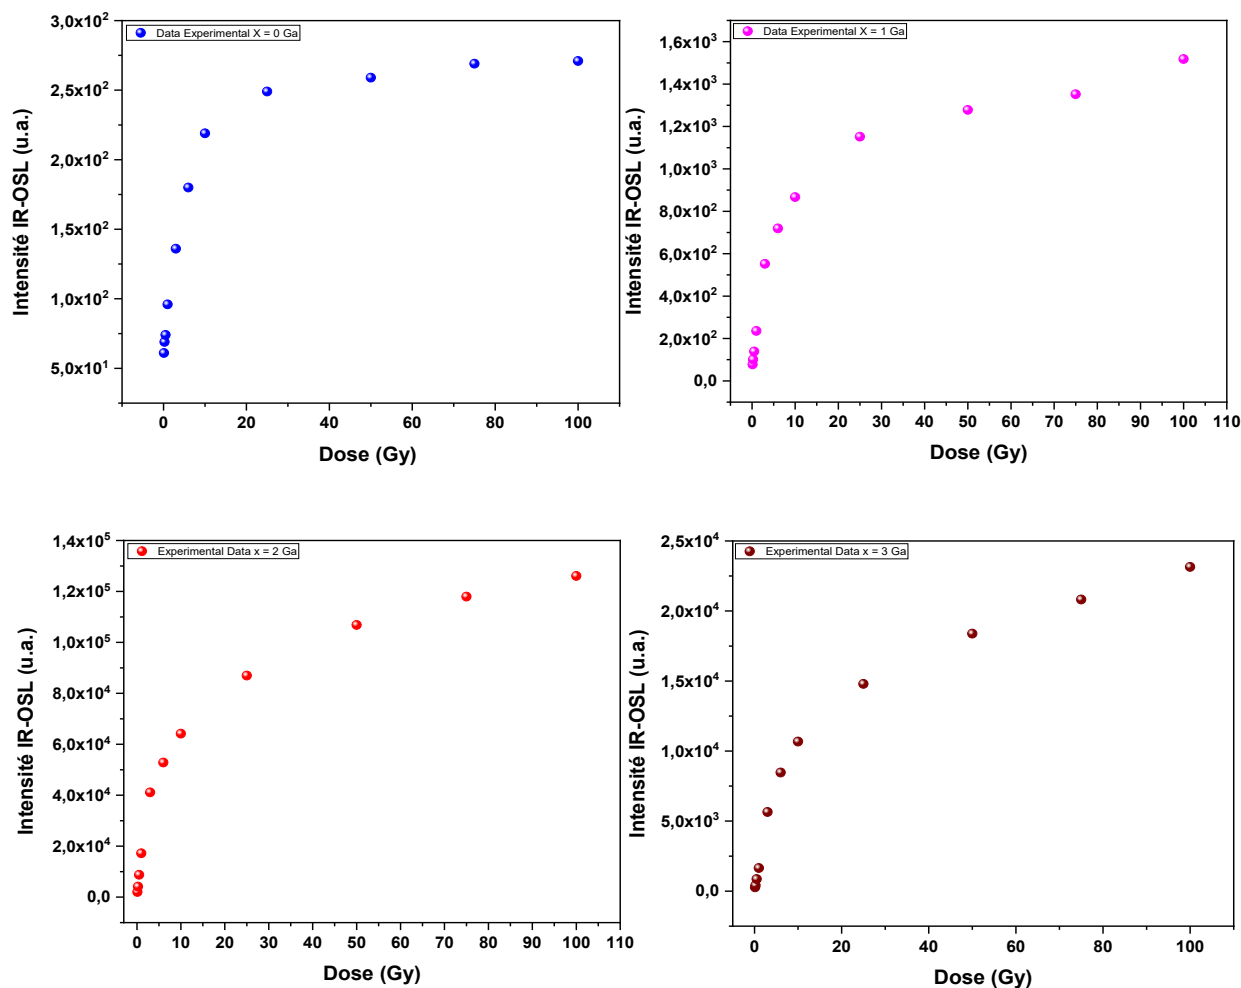 Data Experimental X = 0 Ga
3,0x10²
2,5x10²
2,0x10²
1,5x10²
1,0x10²
5,0x10¹
Intensité IR-OSL (u.a.)
0 20 40 60 80 100
Dose (Gy)
Data Experimental X = 1 Ga
1,6x10³
1,4x10³
1,2x10³
1,0x10³
8,0x10²
6,0x10²
4,0x10²
2,0x10²
0,0
Intensité IR-OSL (u.a.)
0 10 20 30 40 50 60 70 80 90 100 110
Dose (Gy)
Experimental Data x = 2 Ga
1,4x10⁵
1,2x10⁵
1,0x10⁵
8,0x10⁴
6,0x10⁴
4,0x10⁴
2,0x10⁴
0,0
Intensité IR-OSL (u.a.)
0 10 20 30 40 50 60 70 80 90 100 110
Dose (Gy)
Experimental Data x = 3 Ga
2,5x10⁴
2,0x10⁴
1,5x10⁴
1,0x10⁴
5,0x10³
0,0
Intensité IR-OSL (u.a.)
0 20 40 60 80 100
Dose (Gy)